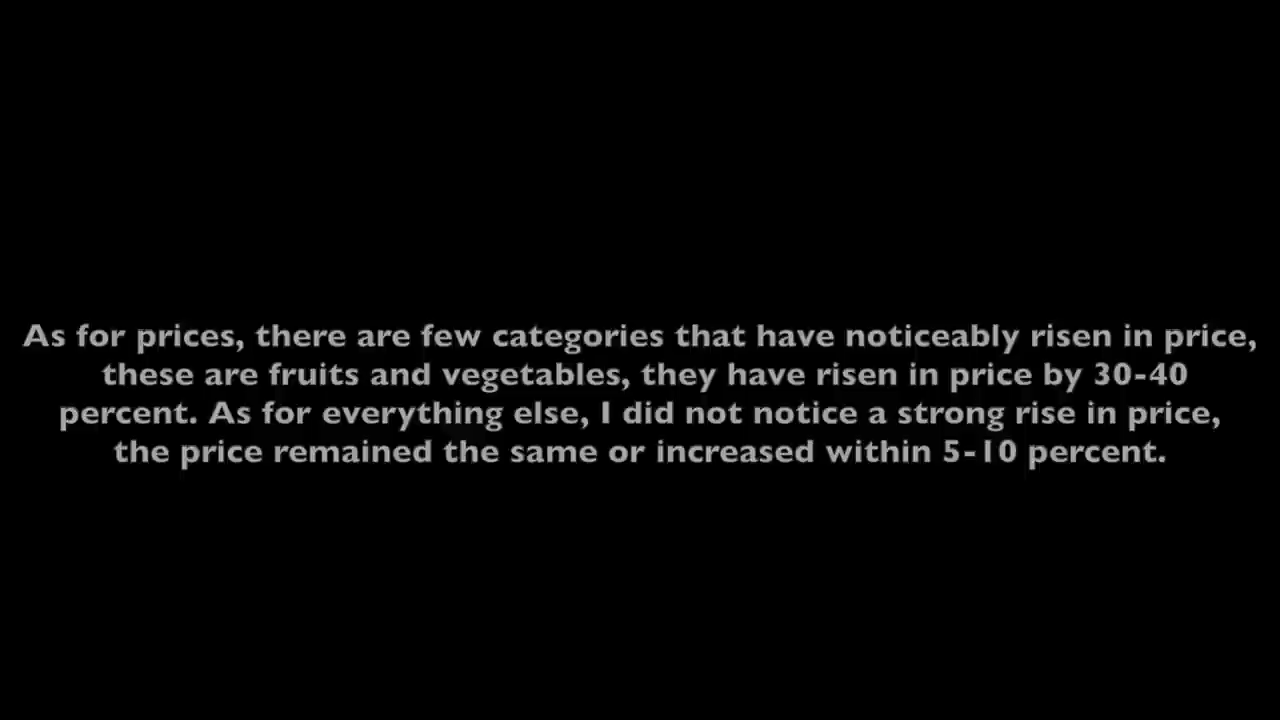 As for prices, there are few categories that have noticeably risen in price,
these are fruits and vegetables, they have risen in price by 30-40
percent. As for everything else, I did not notice a strong rise in price,
the price remained the same or increased within 5-10 percent.